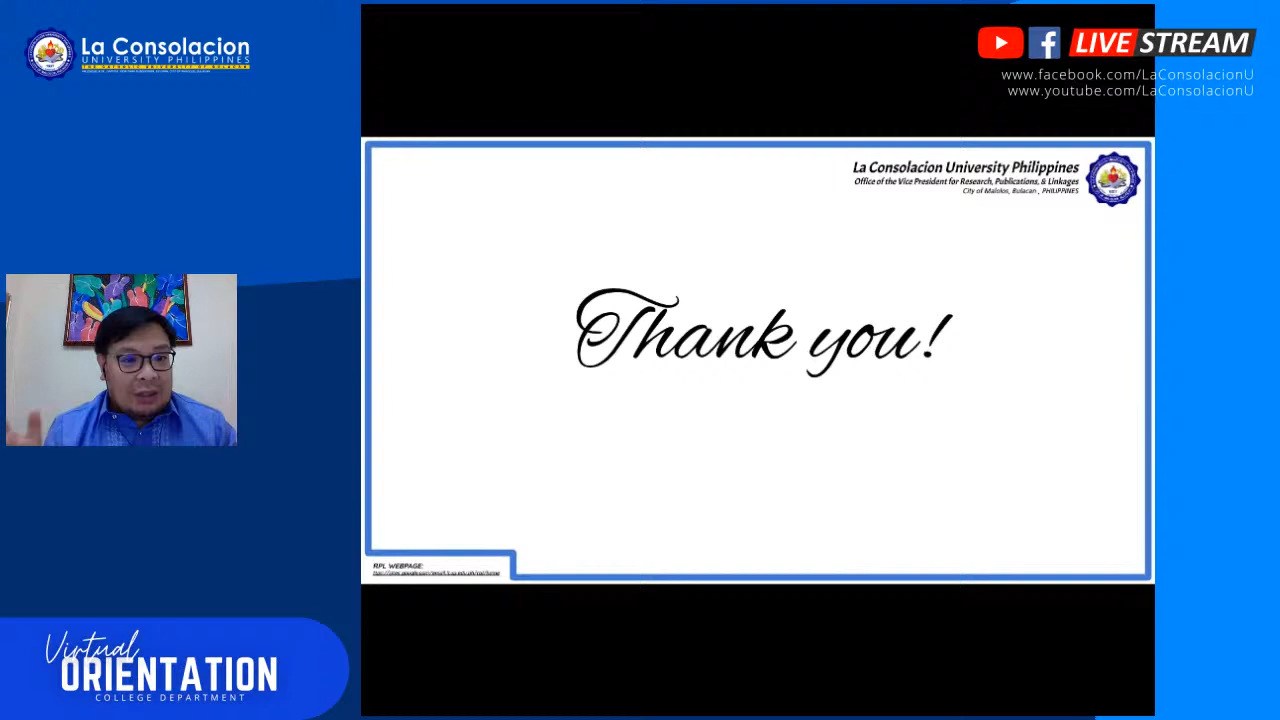 La Consolacion
UNIVERSITY PHILIPPINES
LIVE STREAM
www.facebook.com/LaConsolacionU
www.youtube.com/LaConsolacionU
La Consolacion University Philippines
Office of the Vice President for Research, Publications, & Linkages
City of Malolos, Bulacan , PHILIPPINES
Thank you!
RPL WEBPAGE:
Virtual
ORIENTATION
COLLEGE DEPARTMENT